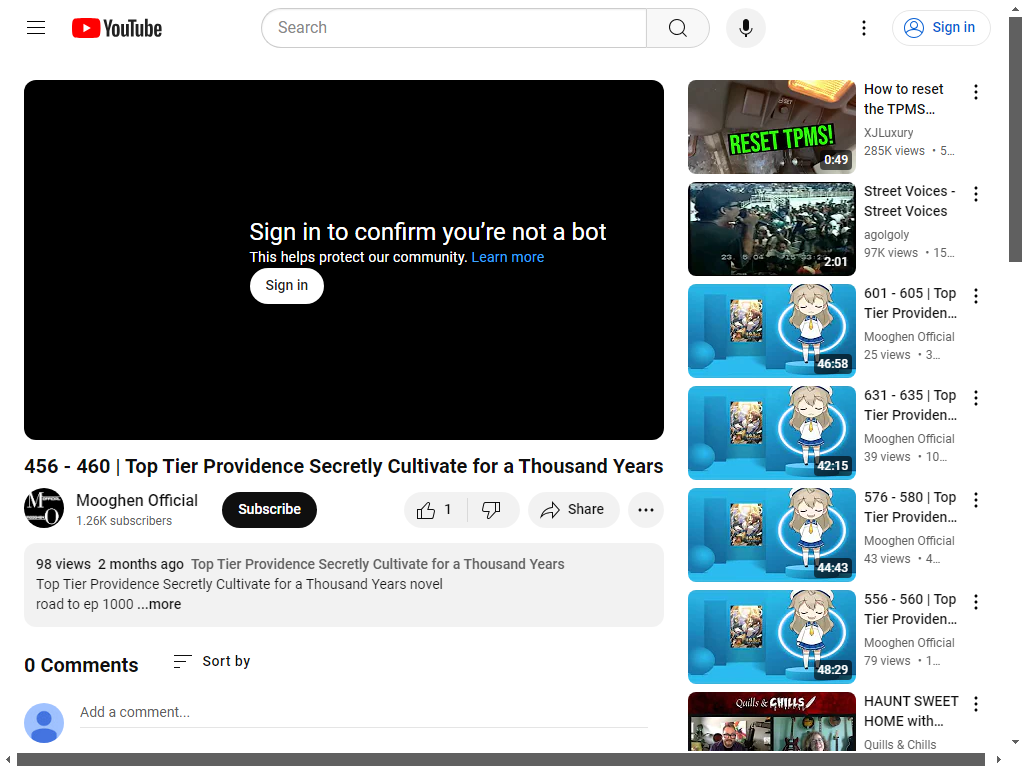 YouTube
Search
Sign in
Sign in to confirm you're not a bot
This helps protect our community. Learn more
Sign in
456 - 460 | Top Tier Providence Secretly Cultivate for a Thousand Years
Mooghen Official
1.26K subscribers
Subscribe
1
Share
98 views 2 months ago Top Tier Providence Secretly Cultivate for a Thousand Years
Top Tier Providence Secretly Cultivate for a Thousand Years novel
road to ep 1000 ...more
0 Comments
Sort by
Add a comment...
RESET TPMS!
0:49
How to reset
the TPMS…
XJLuxury
285K views • 5…
2:01
Street Voices -
Street Voices
agolgoly
97K views • 15…
46:58
601 - 605 | Top
Tier Providen…
Mooghen Official
25 views • 3…
42:15
631 - 635 | Top
Tier Providen…
Mooghen Official
39 views • 10…
44:43
576 - 580 | Top
Tier Providen…
Mooghen Official
43 views • 4…
48:29
556 - 560 | Top
Tier Providen…
Mooghen Official
79 views • 1…
Quills & CHILLS
HAUNT SWEET
HOME with…
Quills & Chills